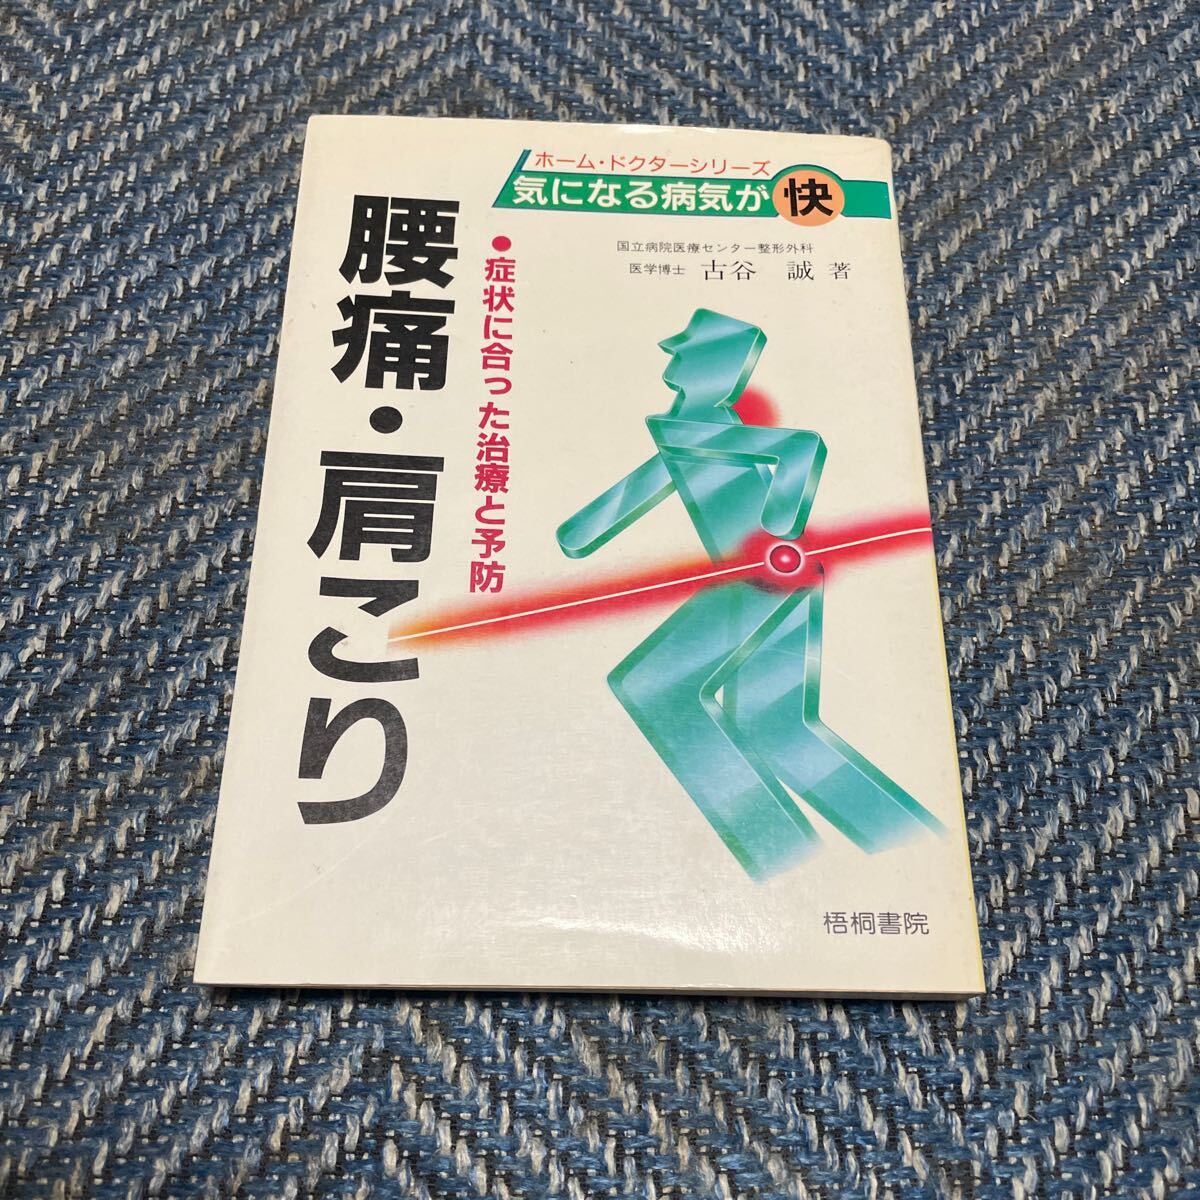 ホーム・ドクターシリーズ
気になる病気が 快
国立病院医療センター整形外科
医学博士 古谷 誠 著
腰痛・肩こり
●症状に合った治療と予防
梧桐書院